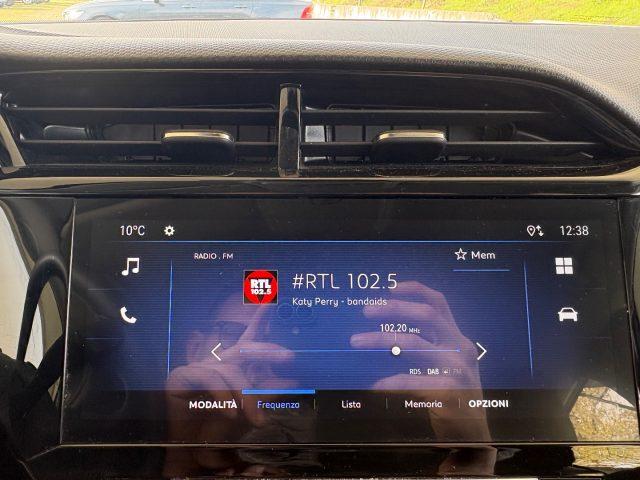 10°C 12:38
RADIO . FM Mem
RTL
102.5
#RTL 102.5
Katy Perry - bandaids
102.20 MHz
RDS DAB FM
MODALITÀ Frequenza Lista Memoria OPZIONI